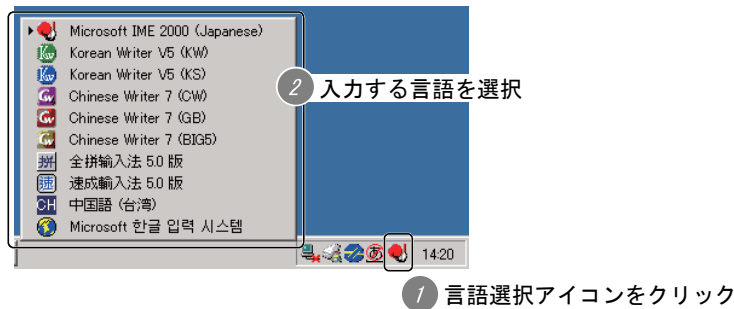 Microsoft IME 2000 (Japanese)
Korean Writer V5 (KW)
Korean Writer V5 (KS)
Chinese Writer 7 (CW)
Chinese Writer 7 (GB)
Chinese Writer 7 (BIG5)
全拼输入法 5.0 版
速成輸入法 5.0 版
CH 中国語 (台湾)
Microsoft 한글 입력 시스템
2 入力する言語を選択
あ 14:20
1 言語選択アイコンをクリック